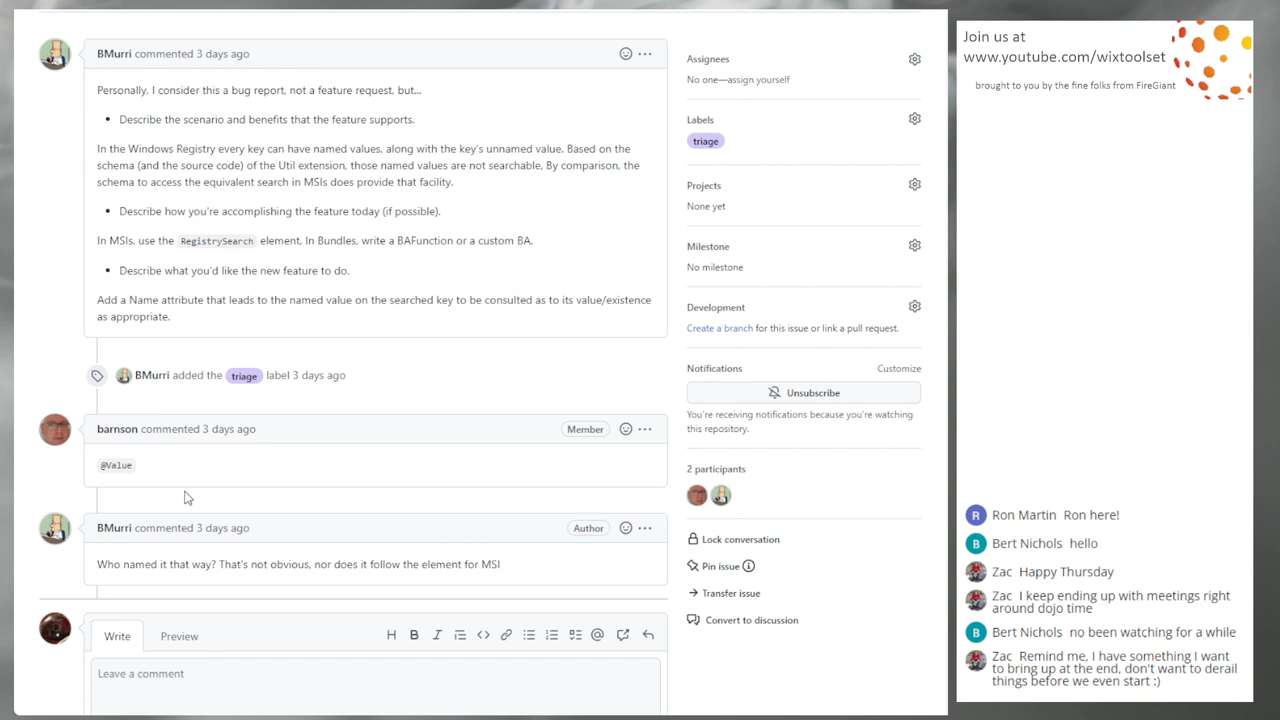 BMurri commented 3 days ago
Personally, I consider this a bug report, not a feature request, but...
• Describe the scenario and benefits that the feature supports.
In the Windows Registry every key can have named values, along with the key's unnamed value. Based on the
schema (and the source code) of the Util extension, those named values are not searchable, By comparison, the
schema to access the equivalent search in MSIs does provide that facility.
• Describe how you're accomplishing the feature today (if possible).
In MSIs, use the RegistrySearch element, In Bundles, write a BAFunction or a custom BA.
• Describe what you'd like the new feature to do.
Add a Name attribute that leads to the named value on the searched key to be consulted as to its value/existence
as appropriate.
BMurri added the triage label 3 days ago
barnson commented 3 days ago Member
@Value
BMurri commented 3 days ago Author
Who named it that way? That's not obvious, nor does it follow the element for MSI
Write Preview
Leave a comment
Assignees
No one—assign yourself
Labels
triage
Projects
None yet
Milestone
No milestone
Development
Create a branch for this issue or link a pull request.
Notifications Customize
Unsubscribe
You're receiving notifications because you're watching
this repository.
2 participants
Lock conversation
Pin issue
Transfer issue
Convert to discussion
Join us at
www.youtube.com/wixtoolset
brought to you by the fine folks from FireGiant
R Ron Martin Ron here!
B Bert Nichols hello
Zac Happy Thursday
Zac I keep ending up with meetings right
around dojo time
B Bert Nichols no been watching for a while
Zac Remind me, I have something I want
to bring up at the end, don't want to derail
things before we even start :)